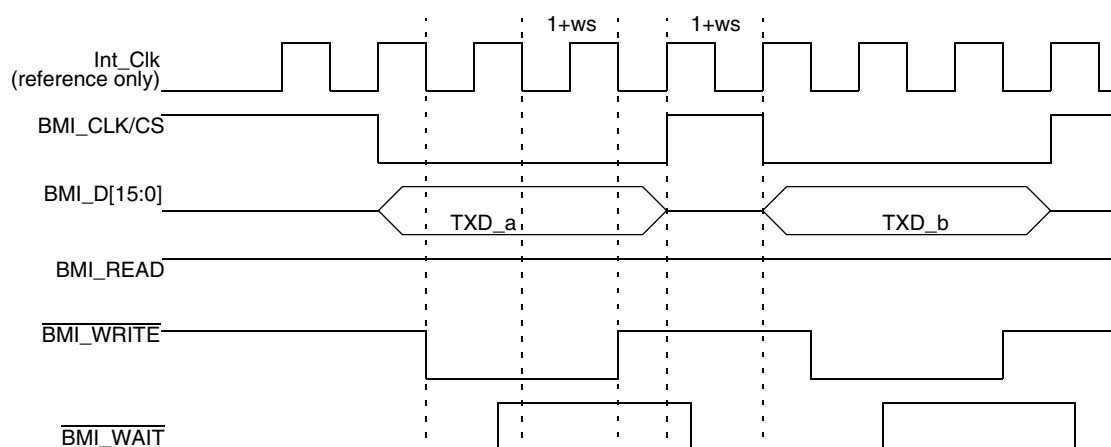 1+ws 1+ws
Int_Clk
(reference only)
BMI_CLK/CS
BMI_D[15:0]
TXD_a TXD_b
BMI_READ
BMI_WRITE
BMI_WAIT